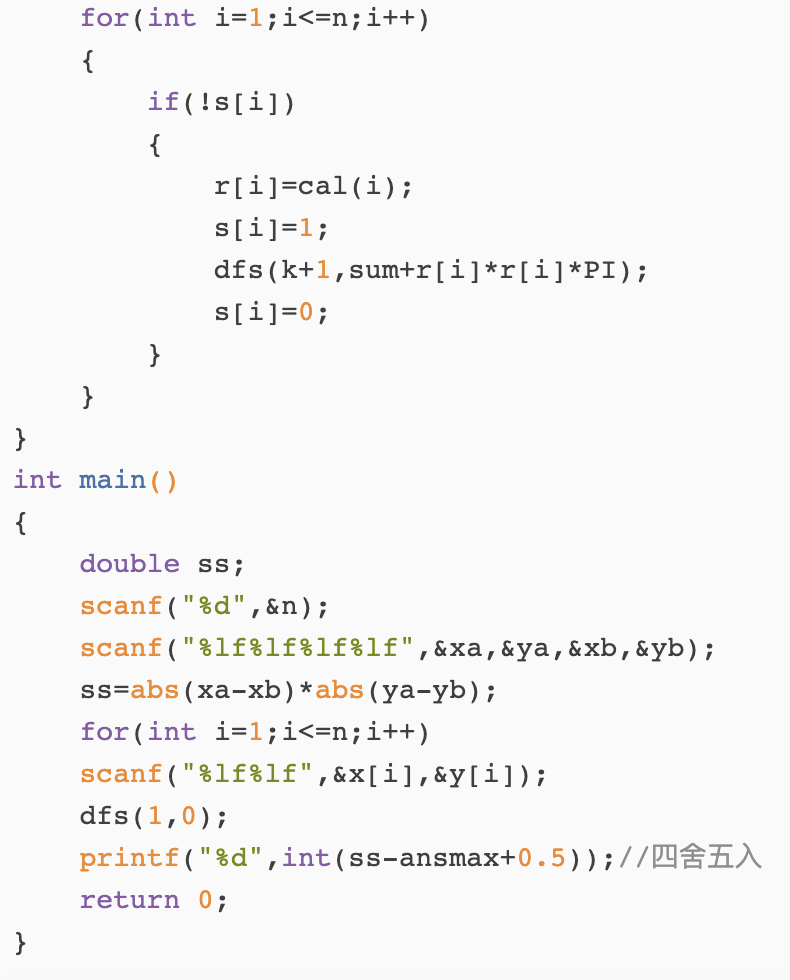 for(int i=1;i<=n;i++)
{
if(!s[i])
{
r[i]=cal(i);
s[i]=1;
dfs(k+1,sum+r[i]*r[i]*PI);
s[i]=0;
}
}
}
int main()
{
double ss;
scanf("%d",&n);
scanf("%lf%lf%lf%lf",&xa,&ya,&xb,&yb);
ss=abs(xa-xb)*abs(ya-yb);
for(int i=1;i<=n;i++)
scanf("%lf%lf",&x[i],&y[i]);
dfs(1,0);
printf("%d",int(ss-ansmax+0.5));//四舍五入
return 0;
}